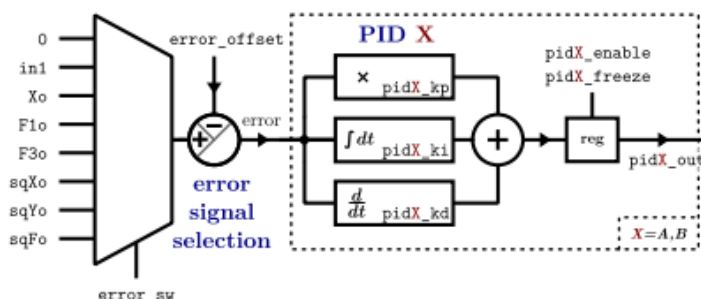 0
in1
Xo
F1o
F3o
sqXo
sqYo
sqFo
error_sw
error_offset
+
−
error
error
signal
selection
PID X
×
pidX_kp
∫dt
pidX_ki
d
dt
pidX_kd
+
pidX_enable
pidX_freeze
reg
pidX_out
X=A,B